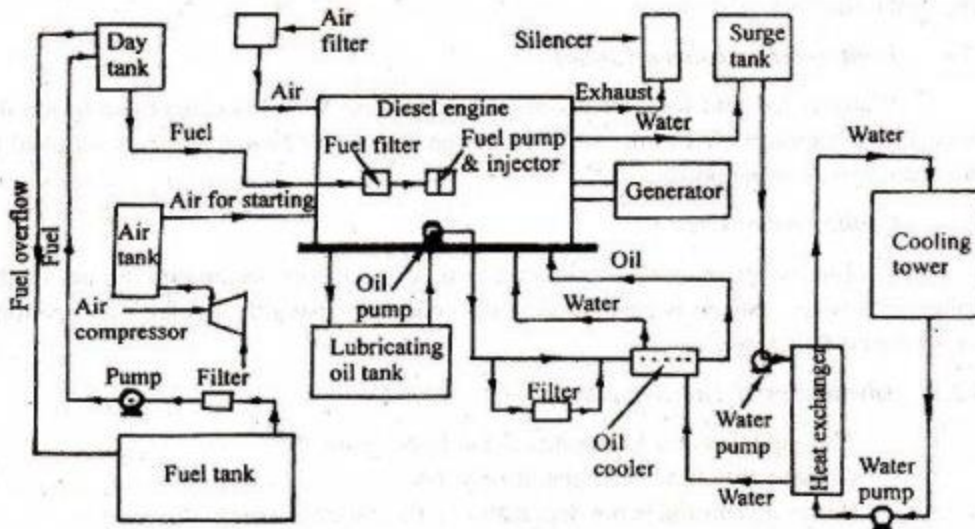 Day
tank
Air
filter
Silencer
Surge
tank
Air
Diesel engine
Exhaust
Water
Fuel
Fuel filter
Fuel pump
& injector
Water
Generator
Air for starting
Fuel overflow
Fuel
Air
tank
Cooling
tower
Oil
pump
Oil
Water
Air
compressor
Lubricating
oil tank
Pump
Filter
Filter
Oil
cooler
Water
pump
Heat exchanger
Fuel tank
Water
Water
pump